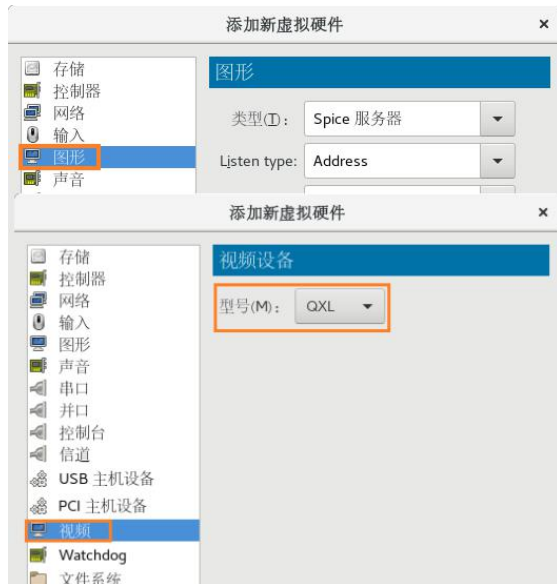 添加新虚拟硬件 ×
存储
控制器
网络
输入
图形
声音
图形
类型(T)： Spice 服务器
Listen type: Address
添加新虚拟硬件 ×
存储
控制器
网络
输入
图形
声音
串口
并口
控制台
信道
USB 主机设备
PCI 主机设备
视频
Watchdog
文件系统
视频设备
型号(M)： QXL